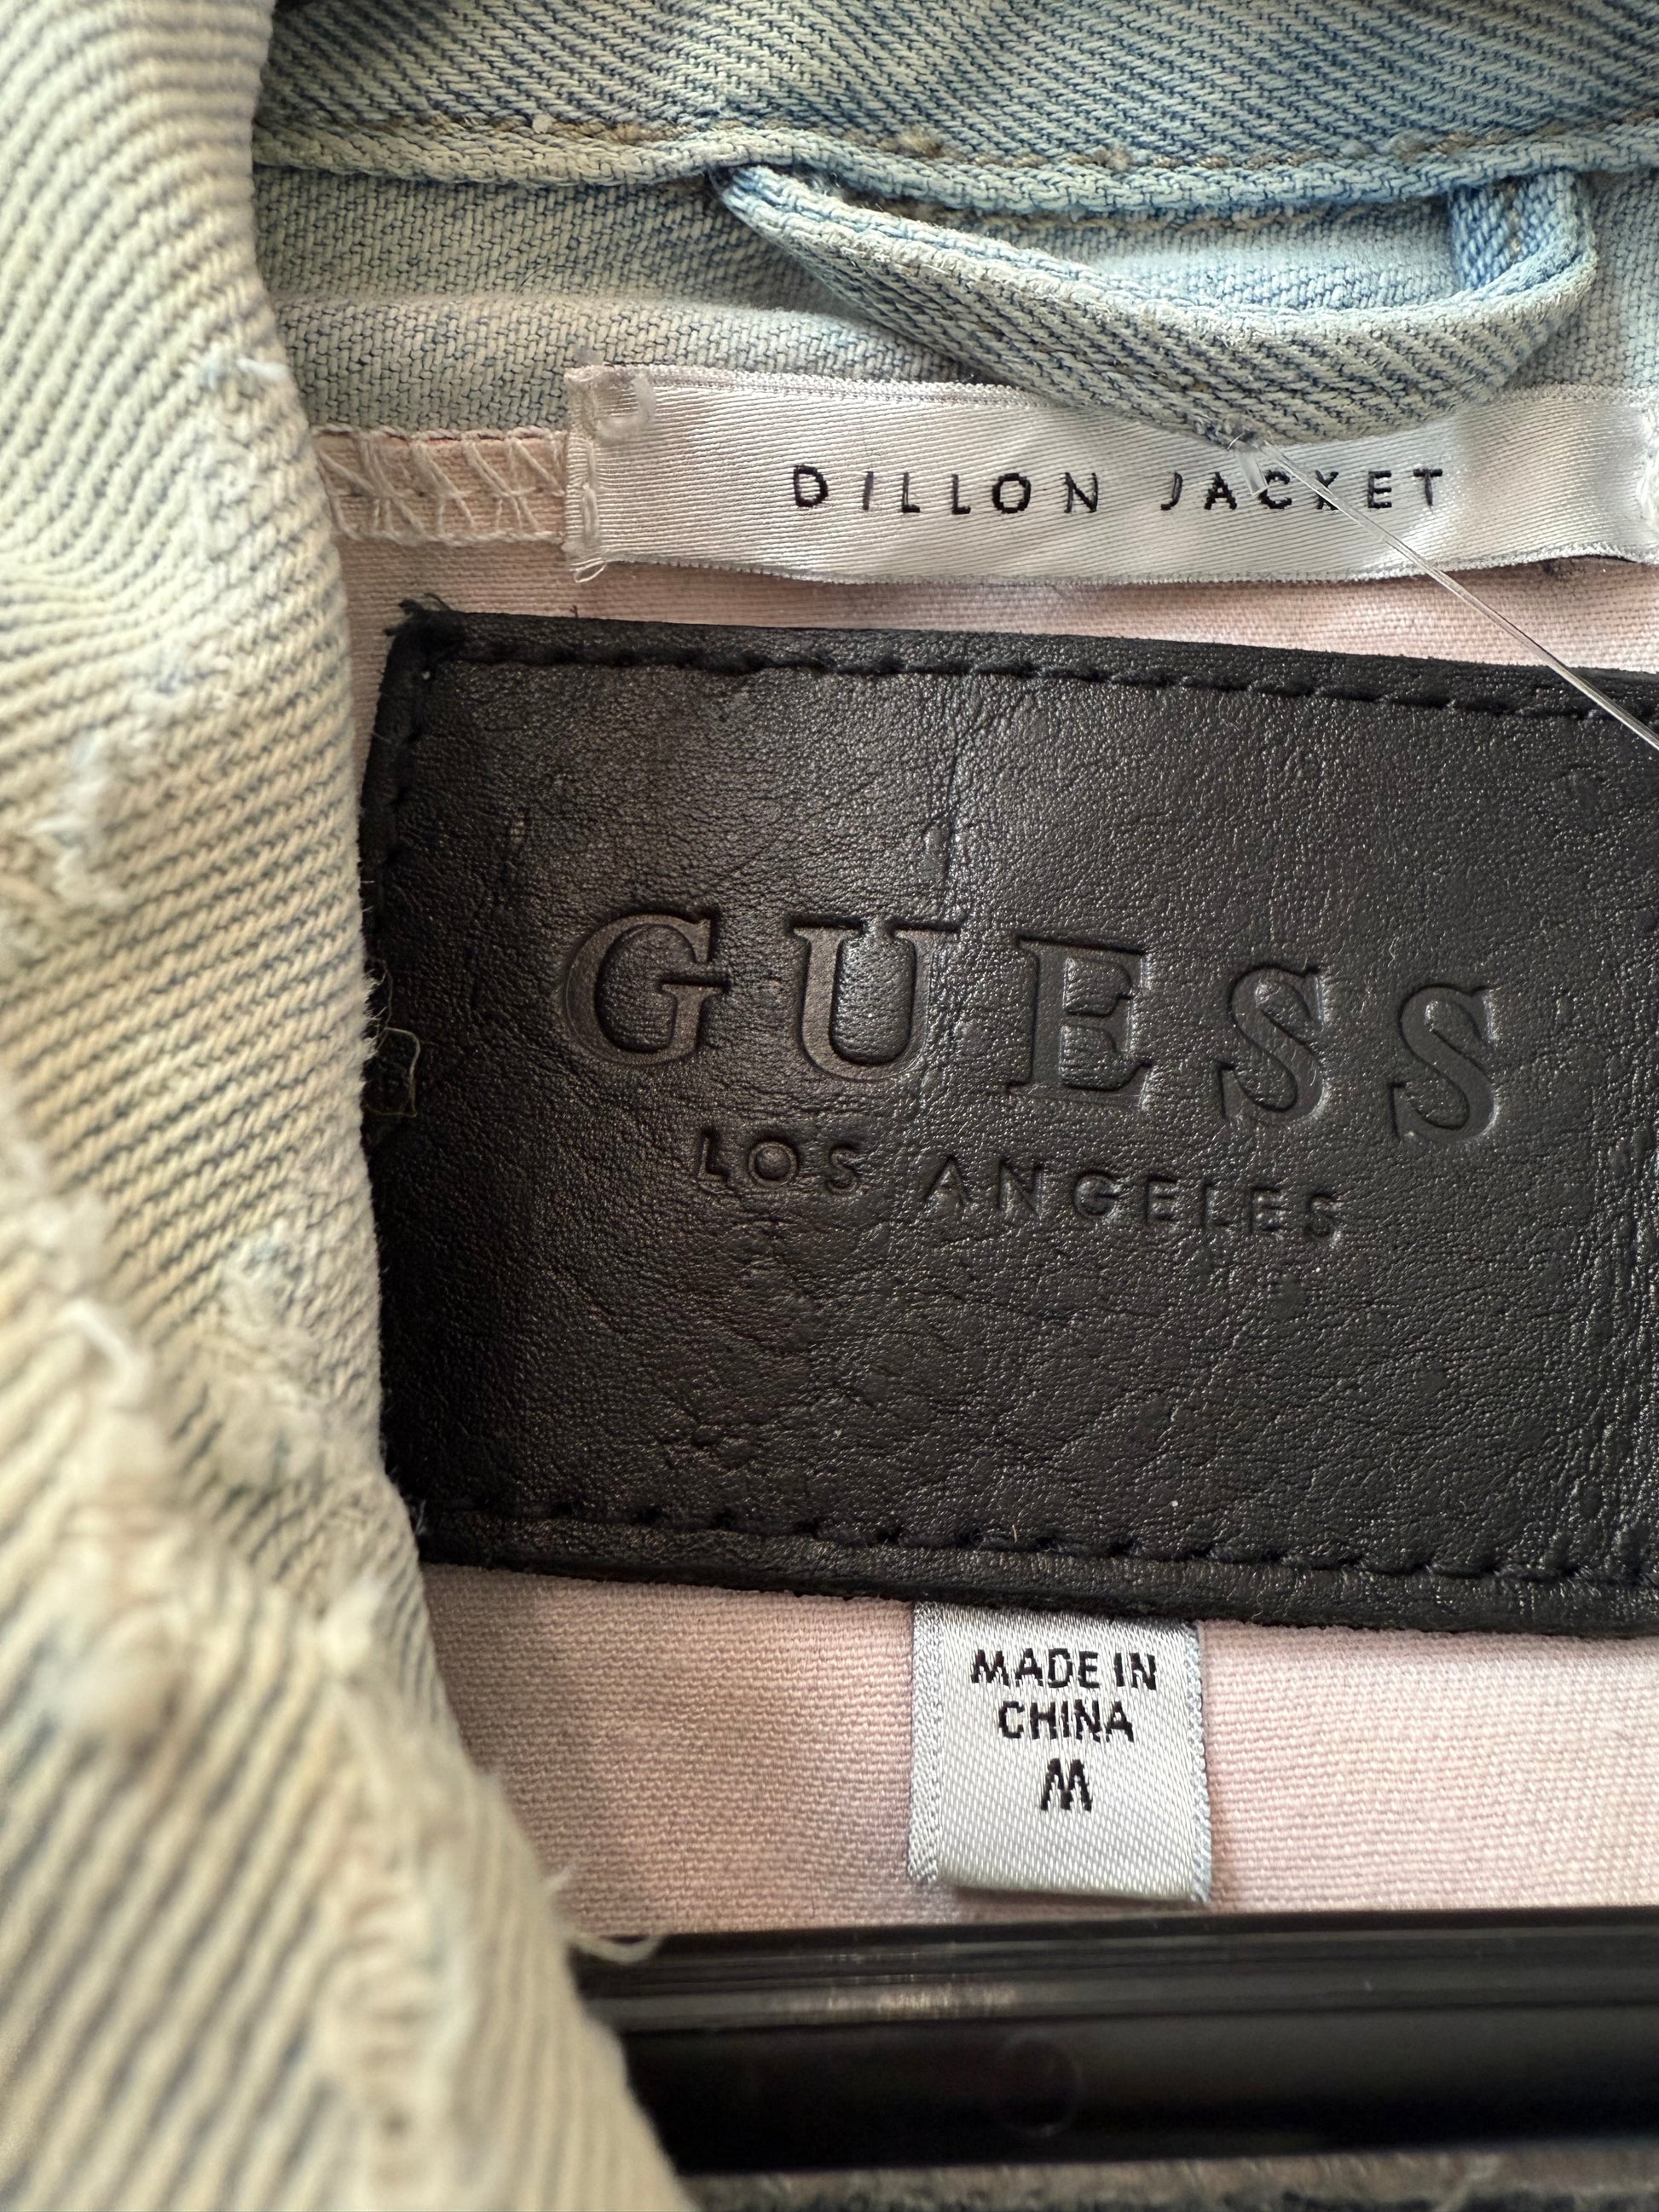 DILLON JACKET
GUESS
LOS ANGELES
MADE IN
CHINA
M